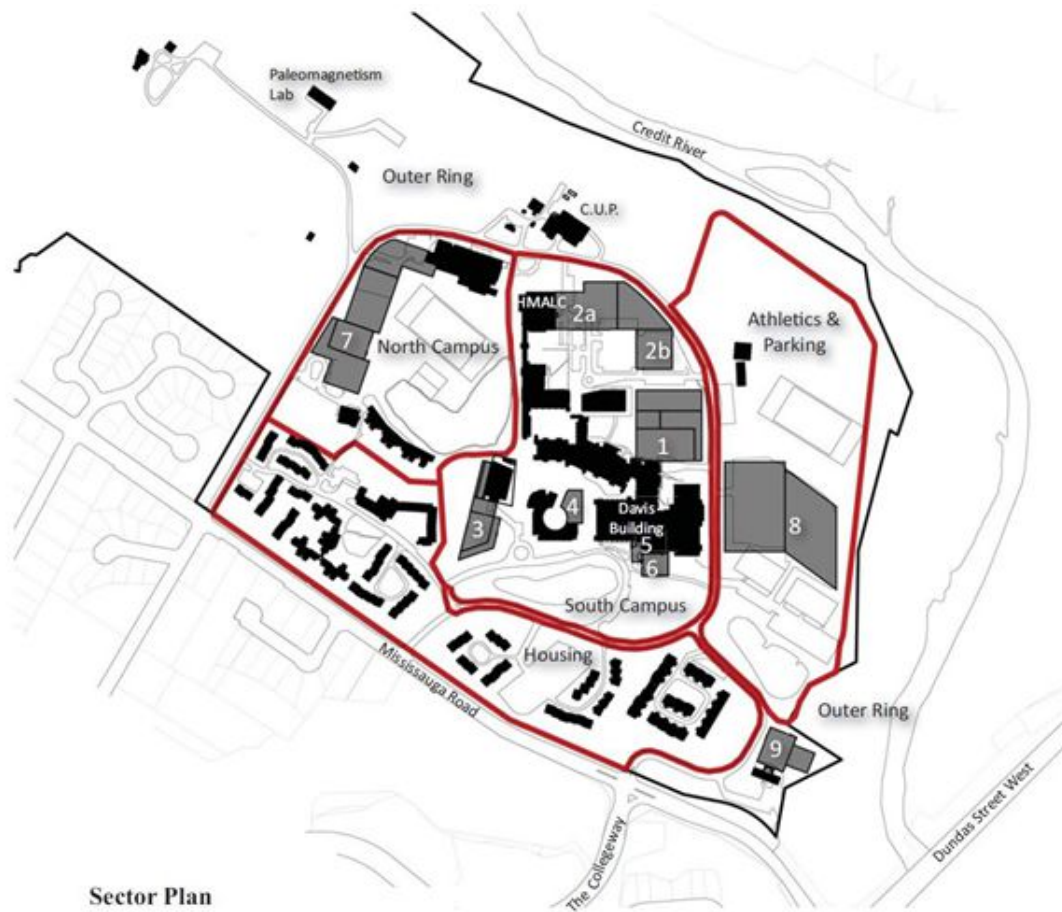 Paleomagnetism
Lab
Credit River
Outer Ring
C.U.P.
HMALC
2a
Athletics &
Parking
7
North Campus
2b
1
Davis
Building
3
4
8
5
6
South Campus
Housing
Mississauga Road
Outer Ring
9
Dundas Street West
The Collegeway
Sector Plan